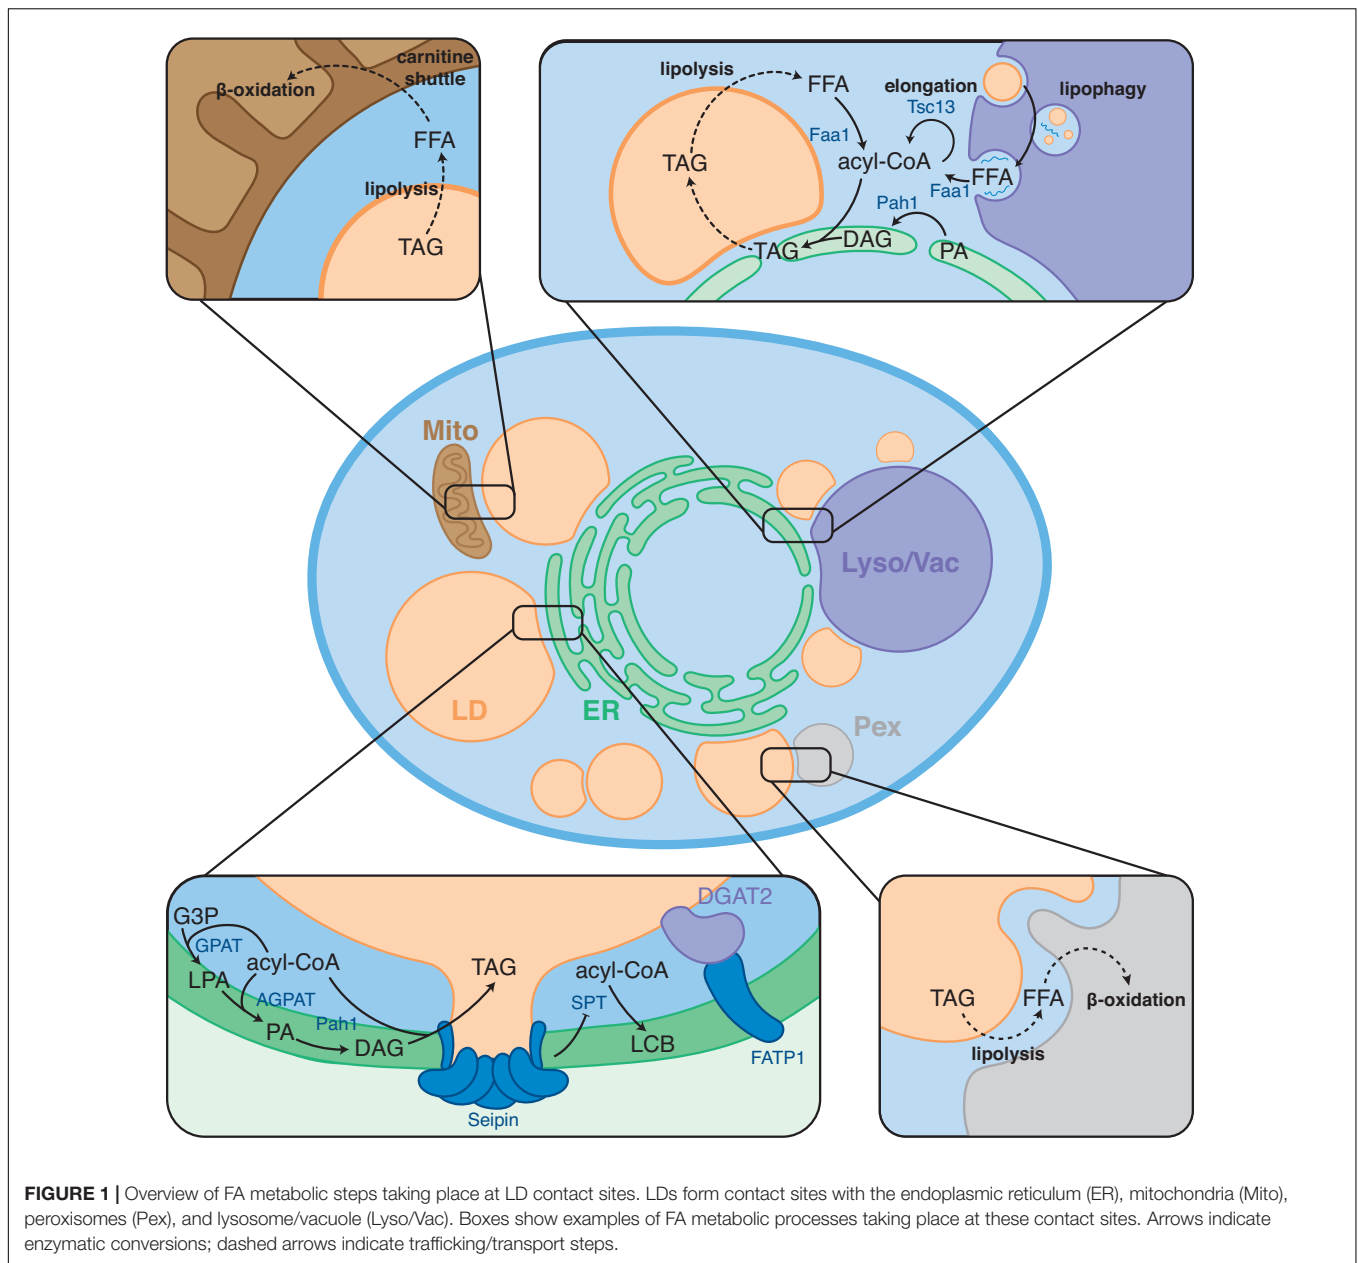 carnitine
shuttle
β-oxidation
FFA
lipolysis
TAG
lipolysis
FFA
elongation
Tsc13
lipophagy
Faa1
TAG
acyl-CoA
FFA
Faa1
Pah1
TAG
DAG
PA
Mito
Lyso/Vac
LD
ER
Pex
G3P
GPAT
acyl-CoA
LPA
AGPAT
PA
Pah1
DAG
TAG
acyl-CoA
SPT
LCB
DGAT2
FATP1
Seipin
TAG
FFA
β-oxidation
lipolysis
FIGURE 1 | Overview of FA metabolic steps taking place at LD contact sites. LDs form contact sites with the endoplasmic reticulum (ER), mitochondria (Mito),
peroxisomes (Pex), and lysosome/vacuole (Lyso/Vac). Boxes show examples of FA metabolic processes taking place at these contact sites. Arrows indicate
enzymatic conversions; dashed arrows indicate trafficking/transport steps.